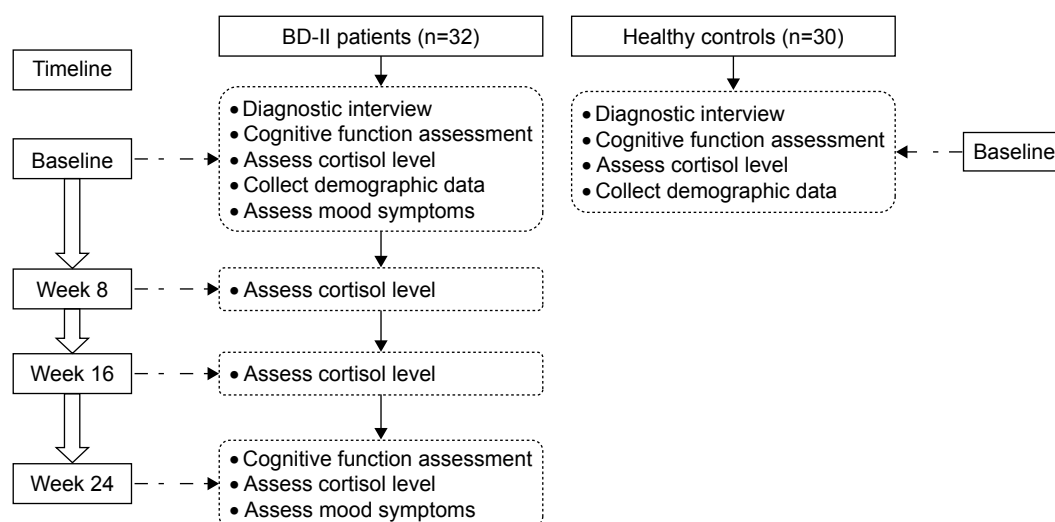 BD-II patients (n=32)
Healthy controls (n=30)
Timeline
Baseline
• Diagnostic interview
• Cognitive function assessment
• Assess cortisol level
• Collect demographic data
• Assess mood symptoms
• Diagnostic interview
• Cognitive function assessment
• Assess cortisol level
• Collect demographic data
Baseline
Week 8
• Assess cortisol level
Week 16
• Assess cortisol level
Week 24
• Cognitive function assessment
• Assess cortisol level
• Assess mood symptoms